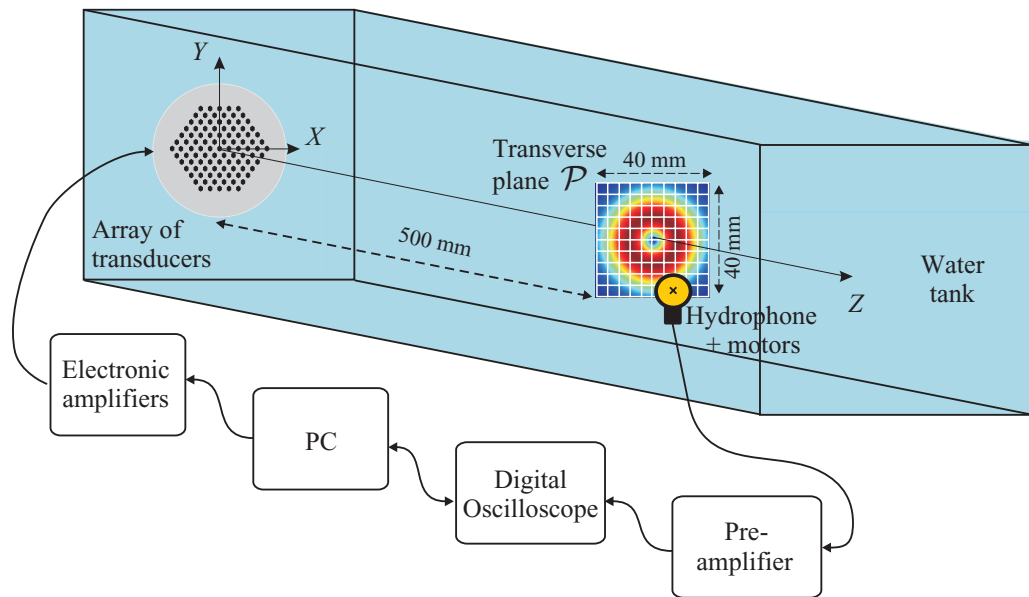 Y
X
Array of
transducers
500 mm
Transverse
plane P
40 mm
40 mm
Z
Water
tank
Hydrophone
+ motors
Electronic
amplifiers
PC
Digital
Oscilloscope
Pre-
amplifier